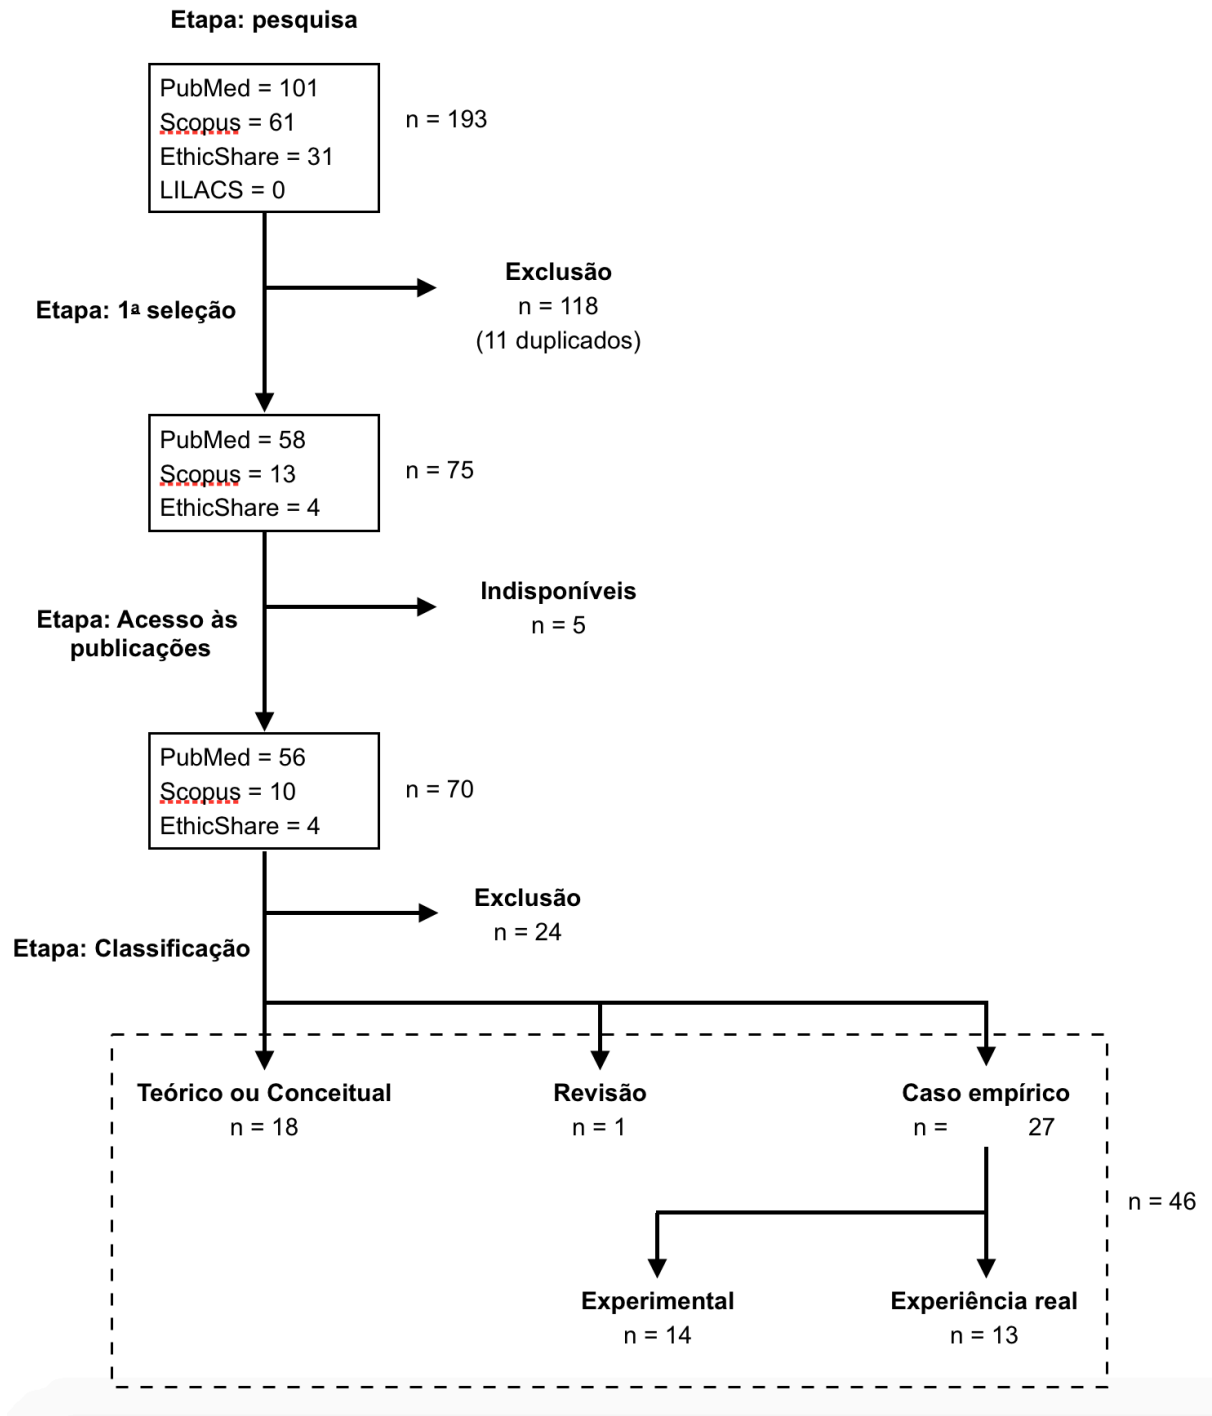 Etapa: pesquisa
PubMed = 101
Scopus = 61
EthicShare = 31
LILACS = 0
n = 193
Exclusão
n = 118
(11 duplicados)
Etapa: 1ª seleção
PubMed = 58
Scopus = 13
EthicShare = 4
n = 75
Indisponíveis
n = 5
Etapa: Acesso às
publicações
PubMed = 56
Scopus = 10
EthicShare = 4
n = 70
Exclusão
n = 24
Etapa: Classificação
Teórico ou Conceitual
n = 18
Revisão
n = 1
Caso empírico
n = 27
n = 46
Experimental
n = 14
Experiência real
n = 13